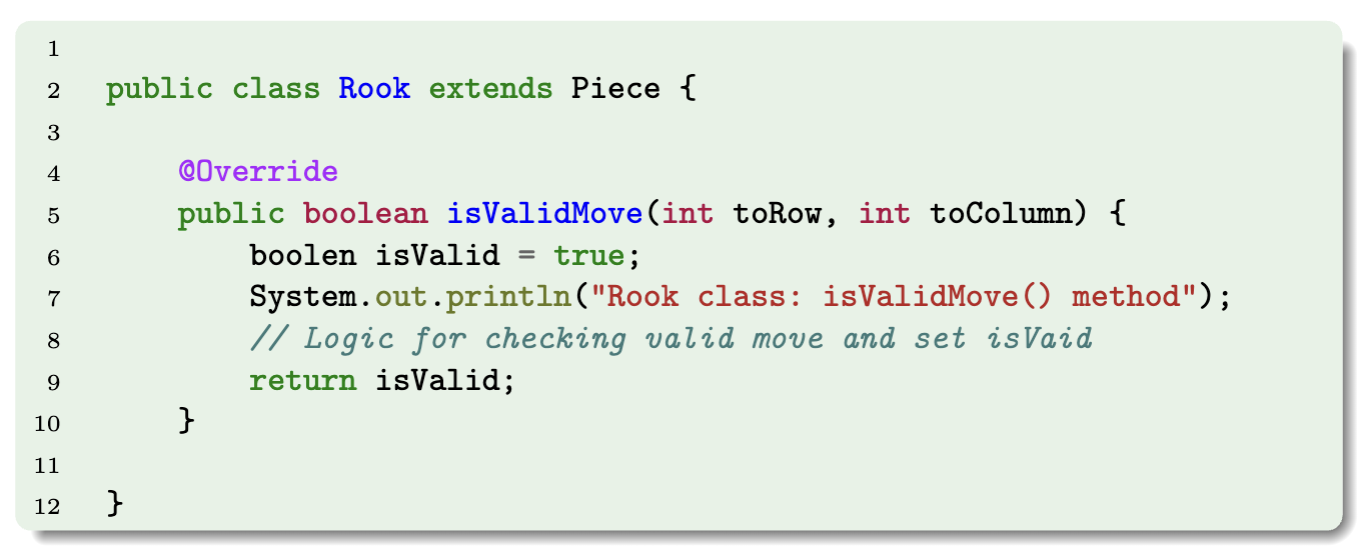 1
2 public class Rook extends Piece {
3
4 @Override
5 public boolean isValidMove(int toRow, int toColumn) {
6 boolen isValid = true;
7 System.out.println("Rook class: isValidMove() method");
8 // Logic for checking valid move and set isVaid
9 return isValid;
10 }
11
12 }